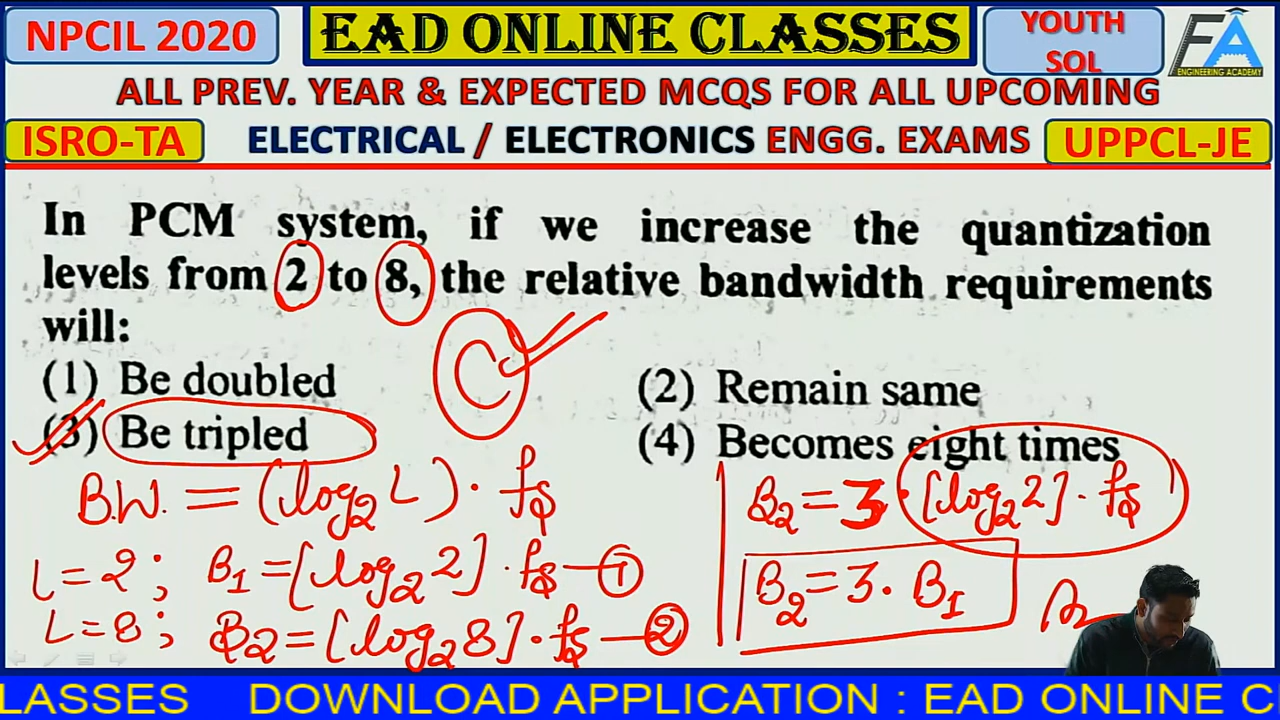 NPCIL 2020
EAD ONLINE CLASSES
YOUTH
SOL
EA
ENGINEERING ACADEMY
ALL PREV. YEAR & EXPECTED MCQS FOR ALL UPCOMING
ISRO-TA
ELECTRICAL / ELECTRONICS ENGG. EXAMS
UPPCL-JE
In PCM system, if we increase the quantization
levels from 2 to 8, the relative bandwidth requirements
will:
(1) Be doubled
(2) Remain same
(3) Be tripled
(4) Becomes eight times
C
B.W. = (log₂ L) · fs
L = 2 ; B₁ = [log₂ 2] · fs — ①
L = 8 ; B₂ = [log₂ 8] · fs — ②
B₂ = 3 · [log₂ 2] · fs
B₂ = 3 · B₁
LASSES DOWNLOAD APPLICATION : EAD ONLINE C